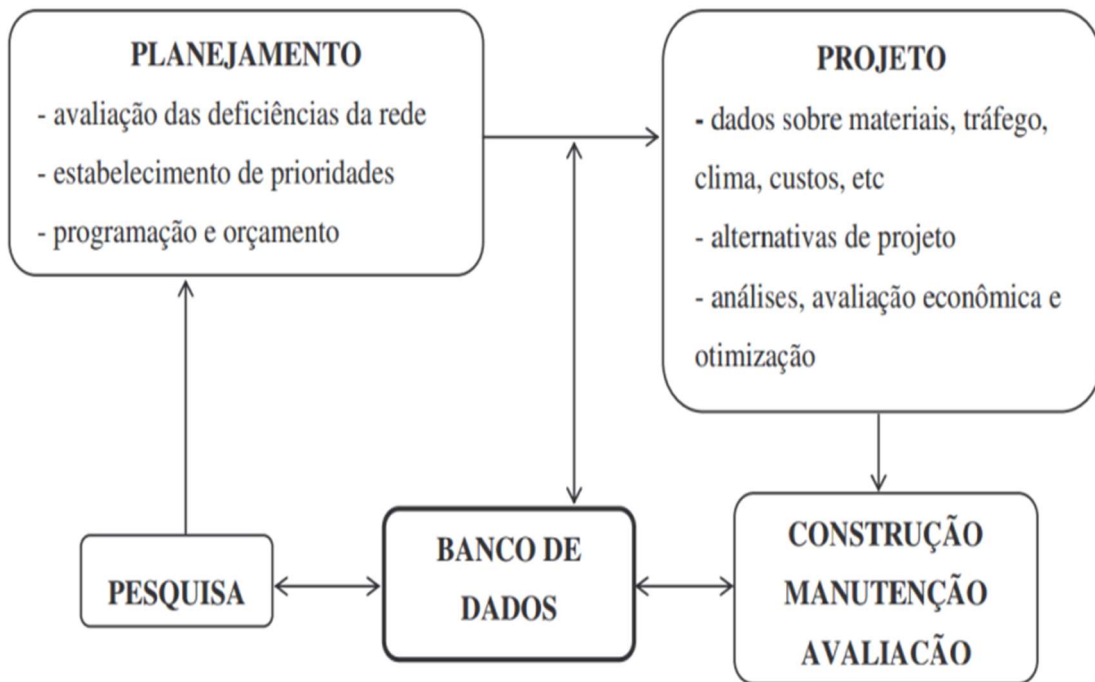 PLANEJAMENTO
- avaliação das deficiências da rede
- estabelecimento de prioridades
- programação e orçamento
PROJETO
- dados sobre materiais, tráfego,
clima, custos, etc
- alternativas de projeto
- análises, avaliação econômica e
otimização
PESQUISA
BANCO DE
DADOS
CONSTRUÇÃO
MANUTENÇÃO
AVALIACÃO